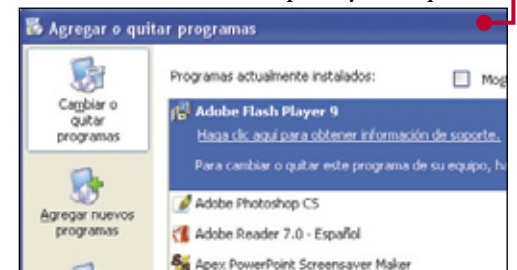 Agregar o quitar programas
Cambiar o
quitar
programas
Agregar nuevos
programas
Programas actualmente instalados:
Adobe Flash Player 9
Haga clic aquí para obtener información de soporte.
Para cambiar o quitar este programa de su equipo,
Adobe Photoshop CS
Adobe Reader 7.0 - Español
Apex PowerPoint Screensaver Maker